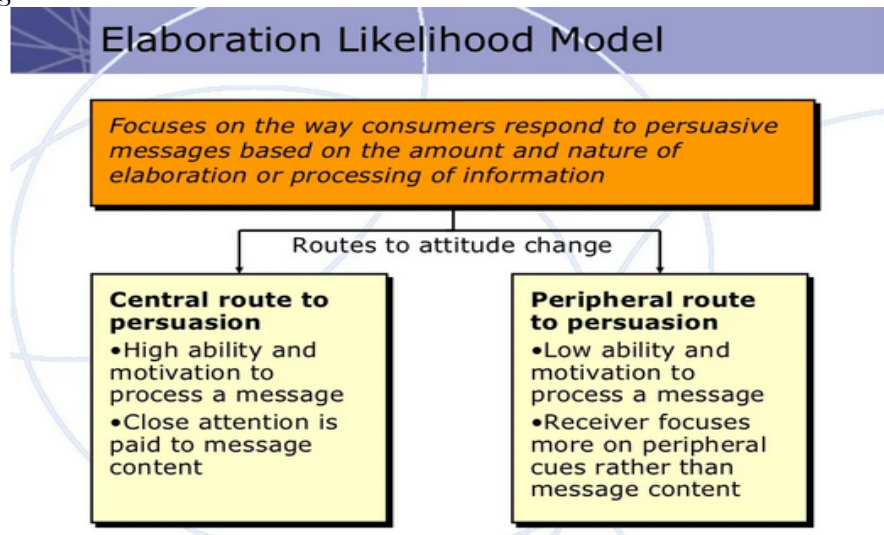 Elaboration Likelihood Model
Focuses on the way consumers respond to persuasive
messages based on the amount and nature of
elaboration or processing of information
Routes to attitude change
Central route to
persuasion
•High ability and
motivation to
process a message
•Close attention is
paid to message
content
Peripheral route
to persuasion
•Low ability and
motivation to
process a message
•Receiver focuses
more on peripheral
cues rather than
message content